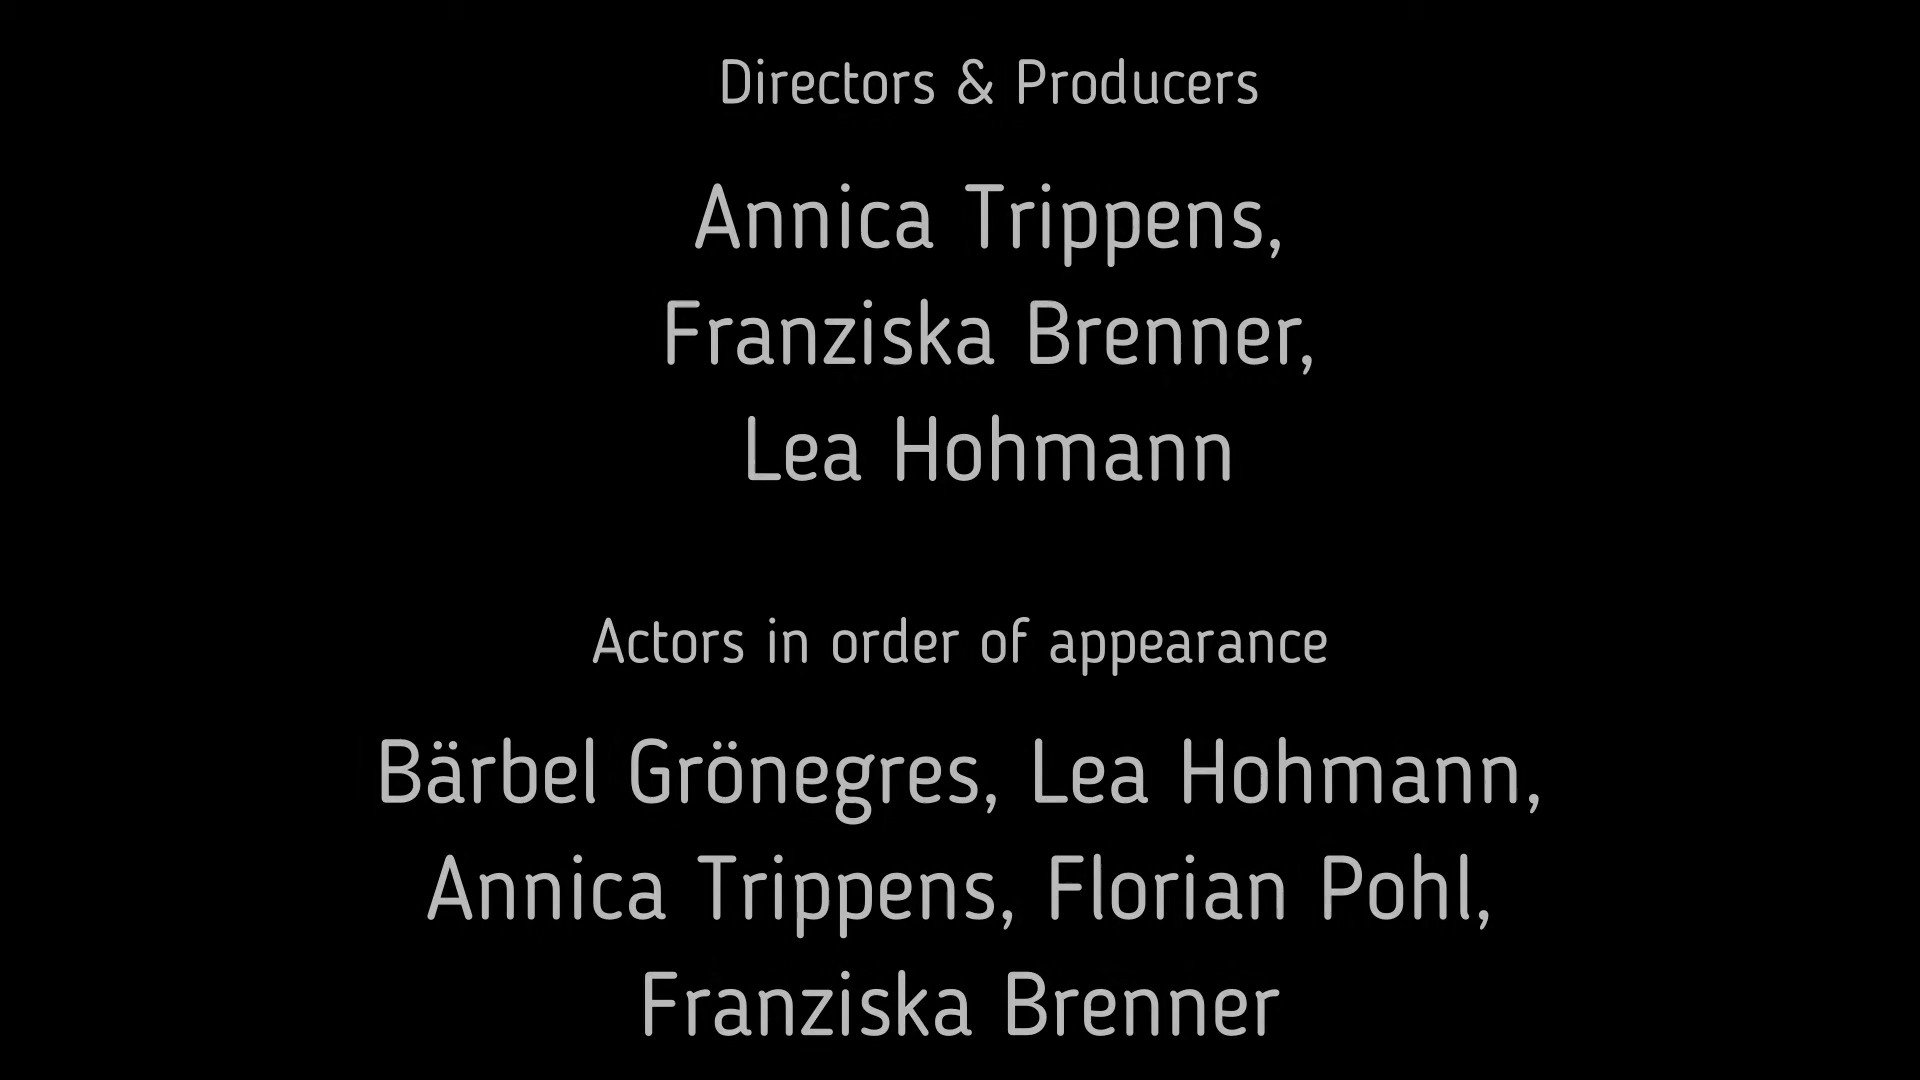 Directors & Producers
Annica Trippens,
Franziska Brenner,
Lea Hohmann
Actors in order of appearance
Bärbel Grönegres, Lea Hohmann,
Annica Trippens, Florian Pohl,
Franziska Brenner